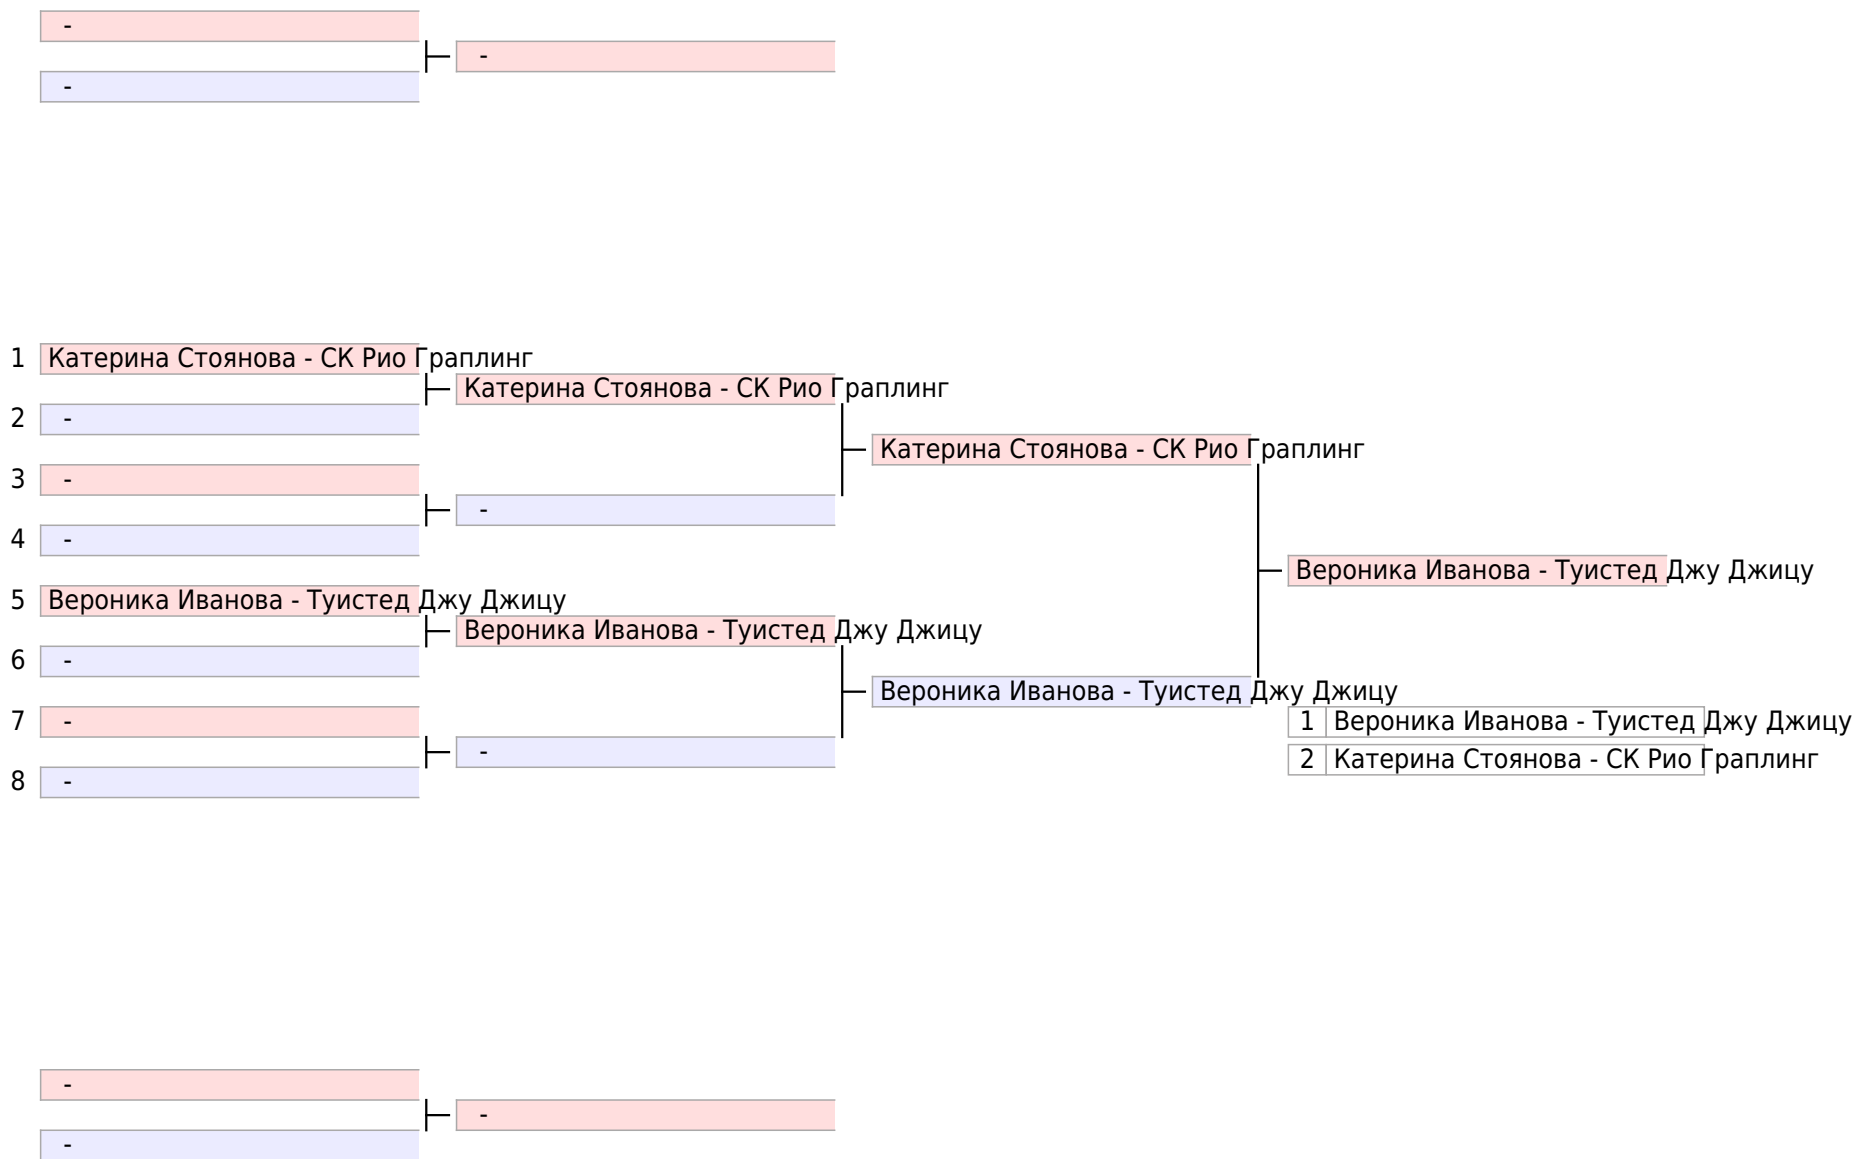 -
-
-
1 Катерина Стоянова - СК Рио Граплинг
Катерина Стоянова - СК Рио Граплинг
2 -
Катерина Стоянова - СК Рио Граплинг
3 -
-
4 -
Вероника Иванова - Туистед Джу Джицу
5 Вероника Иванова - Туистед Джу Джицу
Вероника Иванова - Туистед Джу Джицу
6 -
Вероника Иванова - Туистед Джу Джицу
7 -
1 Вероника Иванова - Туистед Джу Джицу
-
2 Катерина Стоянова - СК Рио Граплинг
8 -
-
-
-